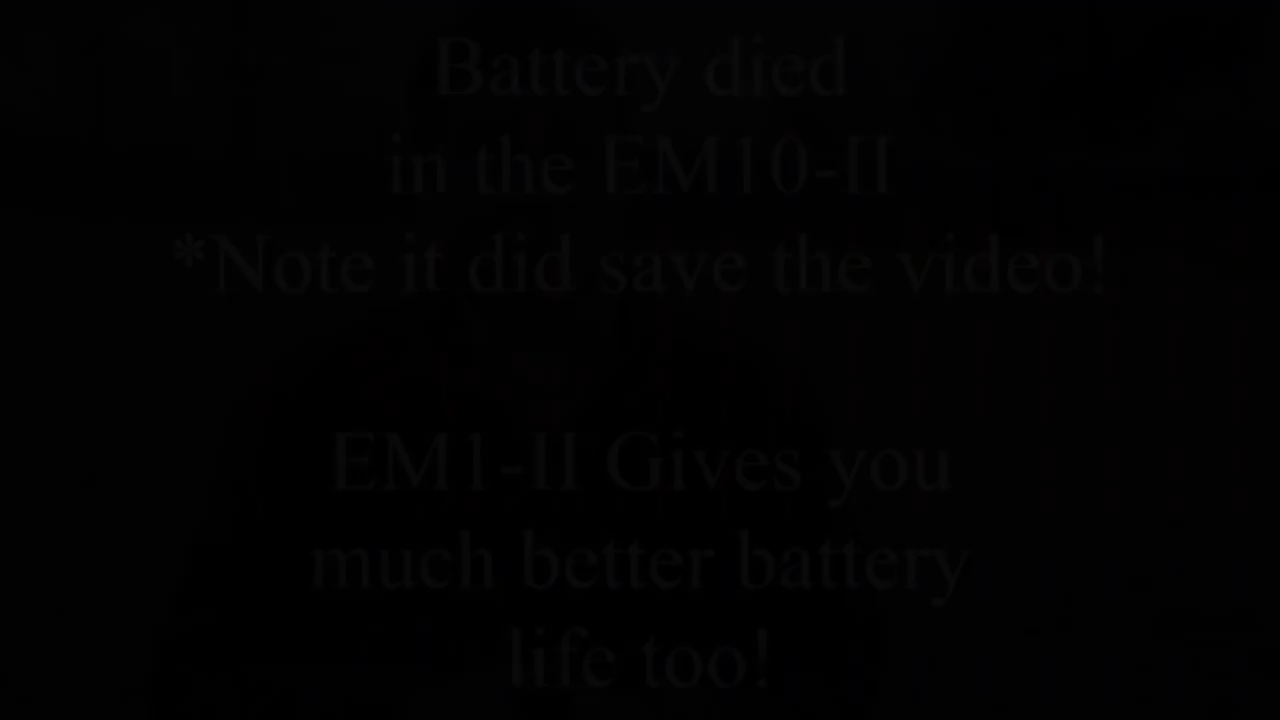 Battery died
in the EM10-II
*Note it did save the video!
EM1-II Gives you
much better battery
life too!